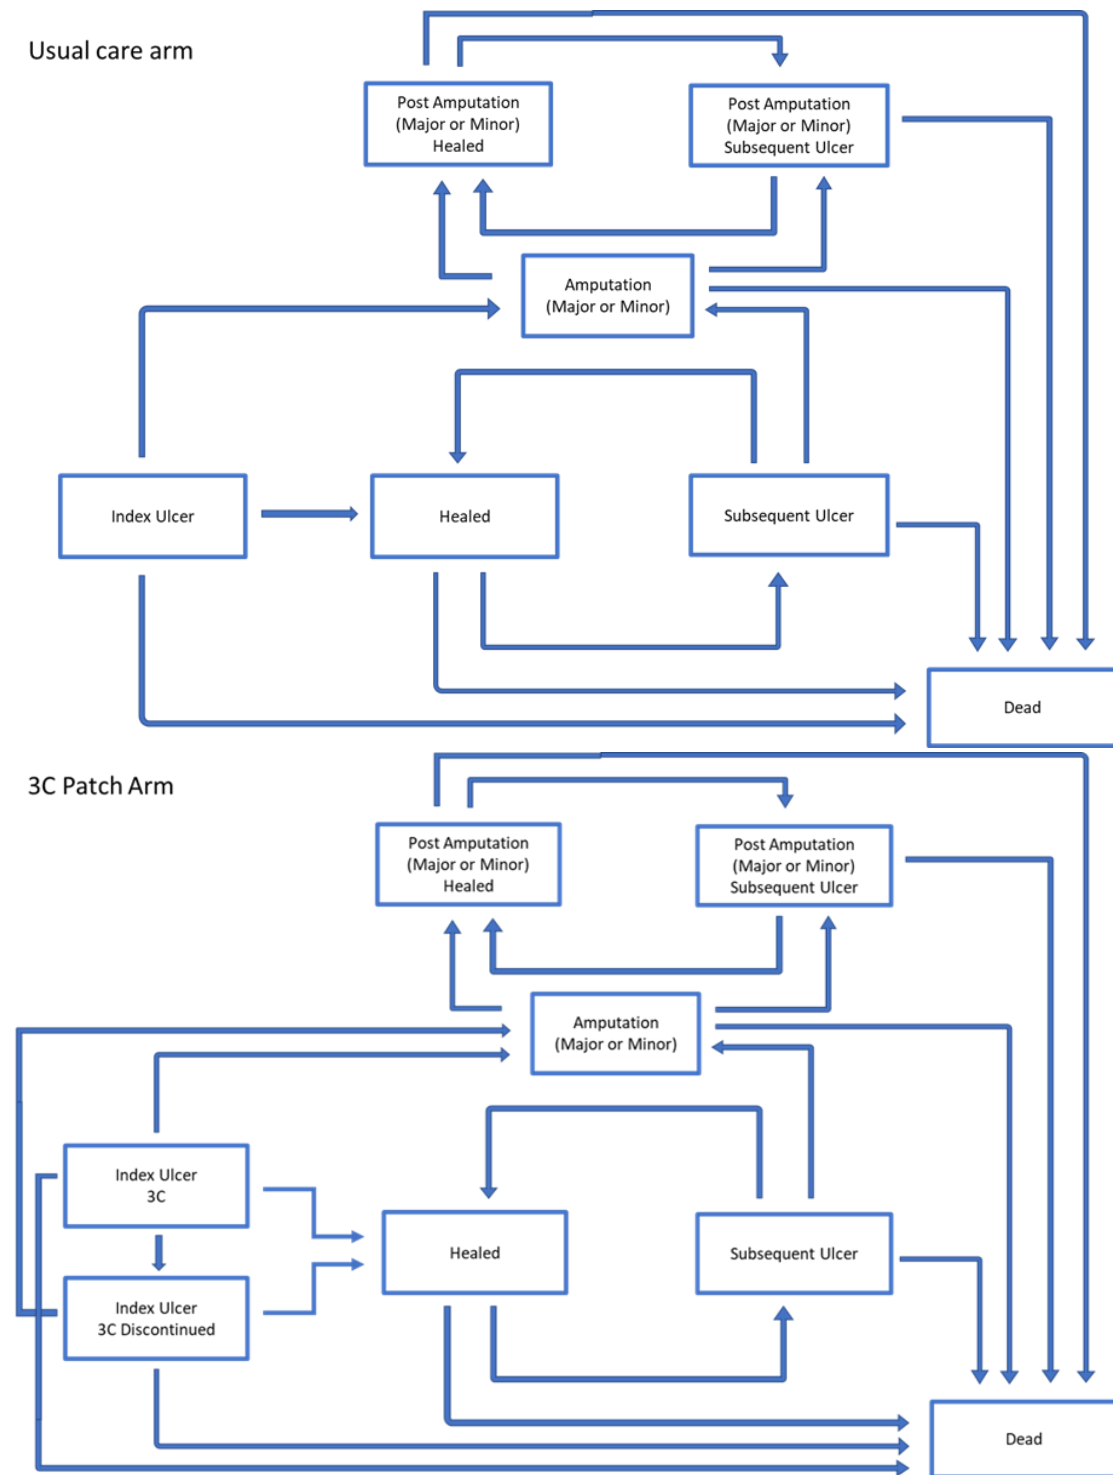 Usual care arm
Post Amputation
(Major or Minor)
Healed
Post Amputation
(Major or Minor)
Subsequent Ulcer
Amputation
(Major or Minor)
Index Ulcer
Healed
Subsequent Ulcer
Dead
3C Patch Arm
Post Amputation
(Major or Minor)
Healed
Post Amputation
(Major or Minor)
Subsequent Ulcer
Amputation
(Major or Minor)
Index Ulcer
3C
Healed
Subsequent Ulcer
Index Ulcer
3C Discontinued
Dead